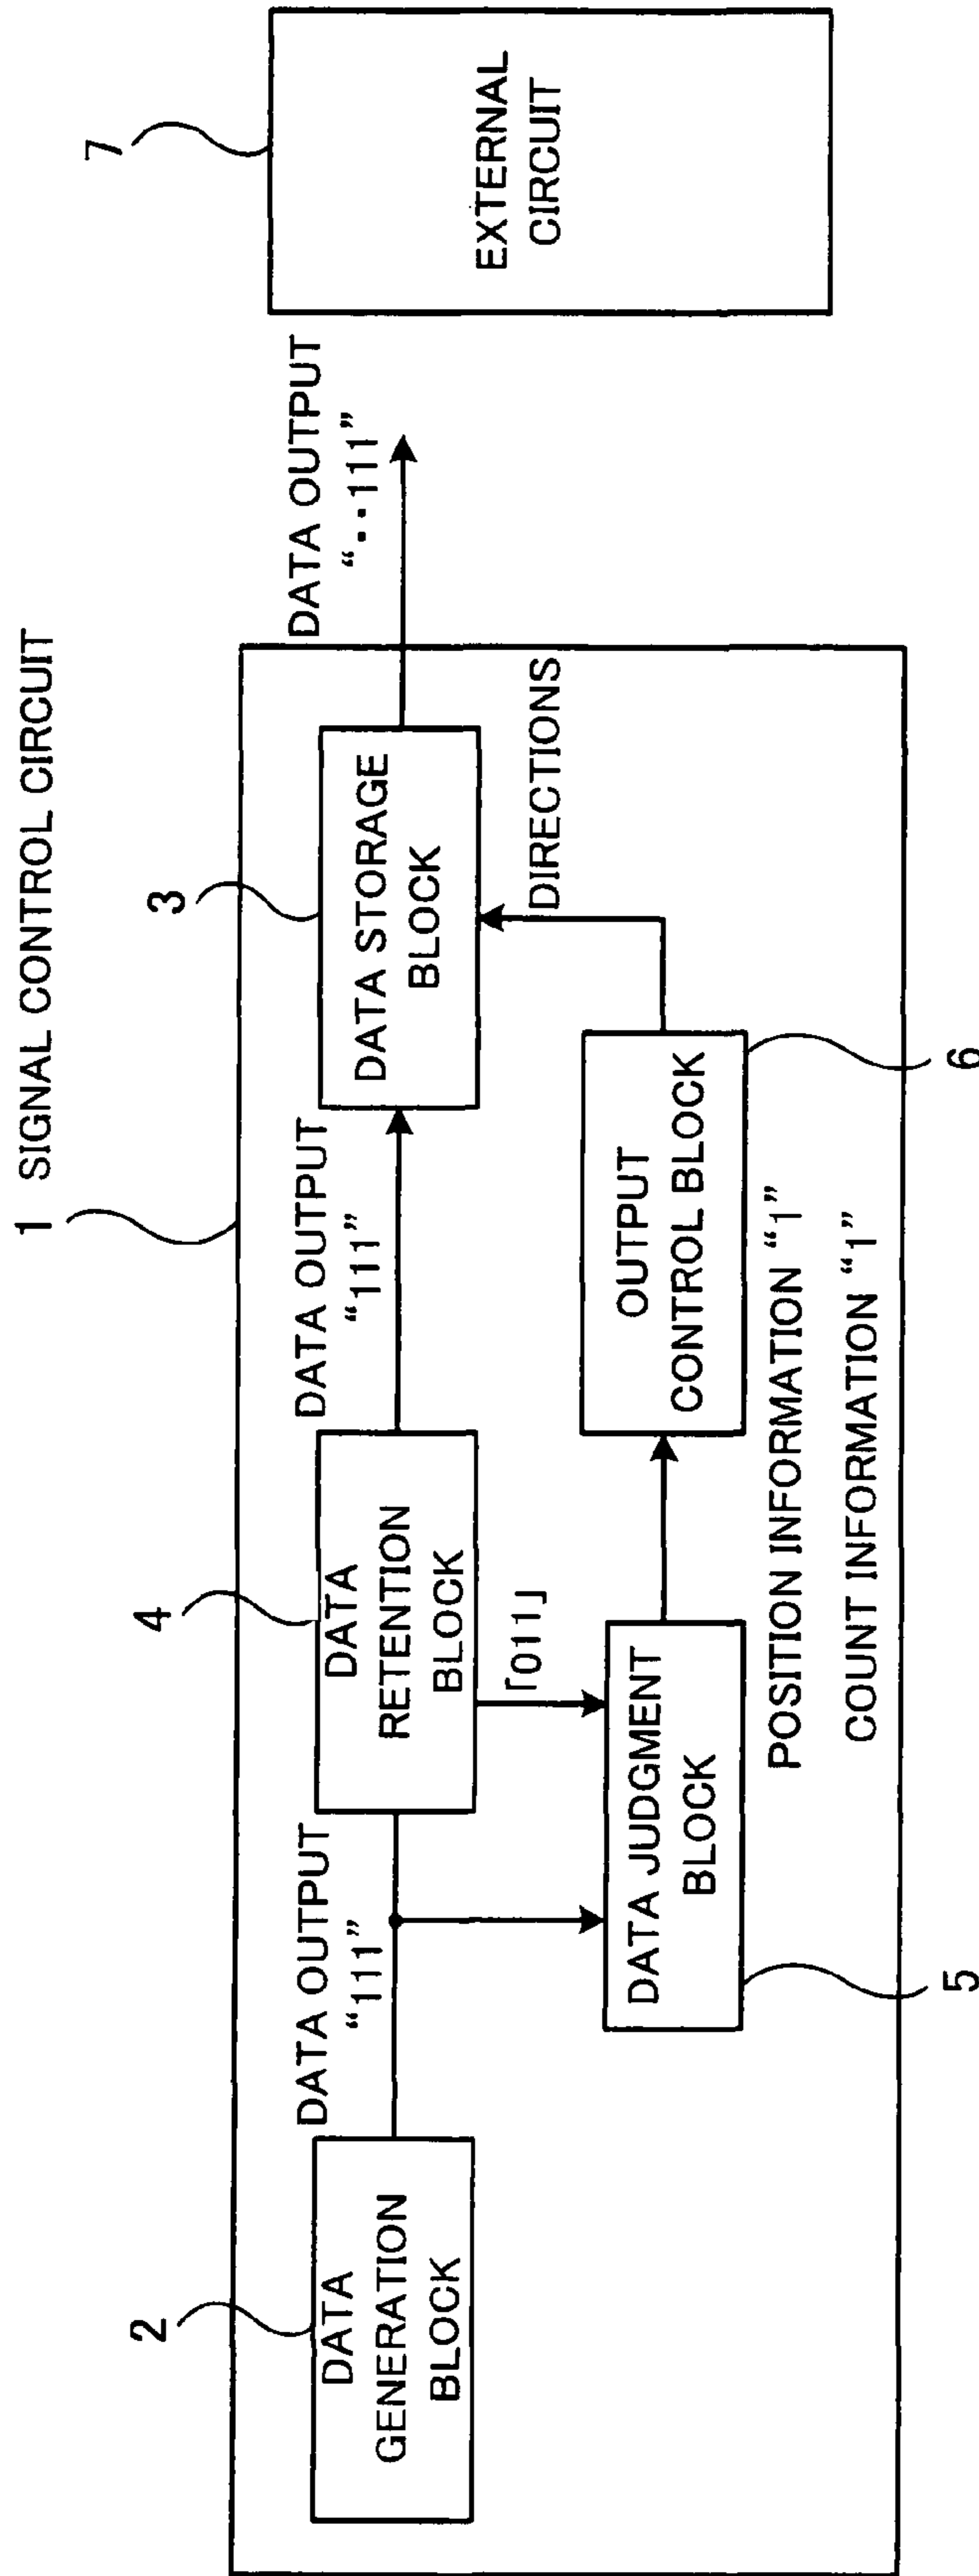 1 SIGNAL CONTROL CIRCUIT
2
DATA
GENERATION
BLOCK
DATA OUTPUT
“111”
4
DATA
RETENTION
BLOCK
DATA OUTPUT
“111”
3
DATA STORAGE
BLOCK
DATA OUTPUT
“‥111”
7
EXTERNAL
CIRCUIT
「011」
DATA JUDGMENT
BLOCK
5
OUTPUT
CONTROL BLOCK
6
DIRECTIONS
POSITION INFORMATION “1”
COUNT INFORMATION “1”